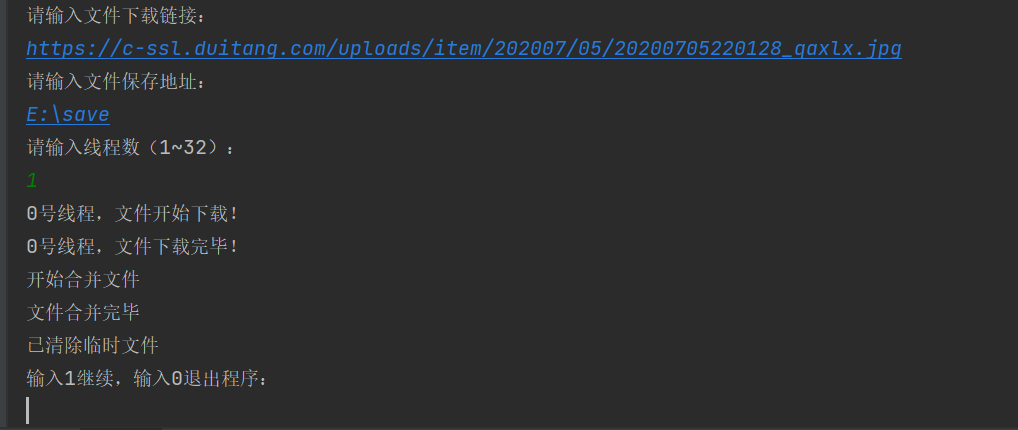 请输入文件下载链接：
https://c-ssl.duitang.com/uploads/item/202007/05/20200705220128_qaxlx.jpg
请输入文件保存地址：
E:\save
请输入线程数（1~32）：
1
0号线程，文件开始下载！
0号线程，文件下载完毕！
开始合并文件
文件合并完毕
已清除临时文件
输入1继续，输入0退出程序：